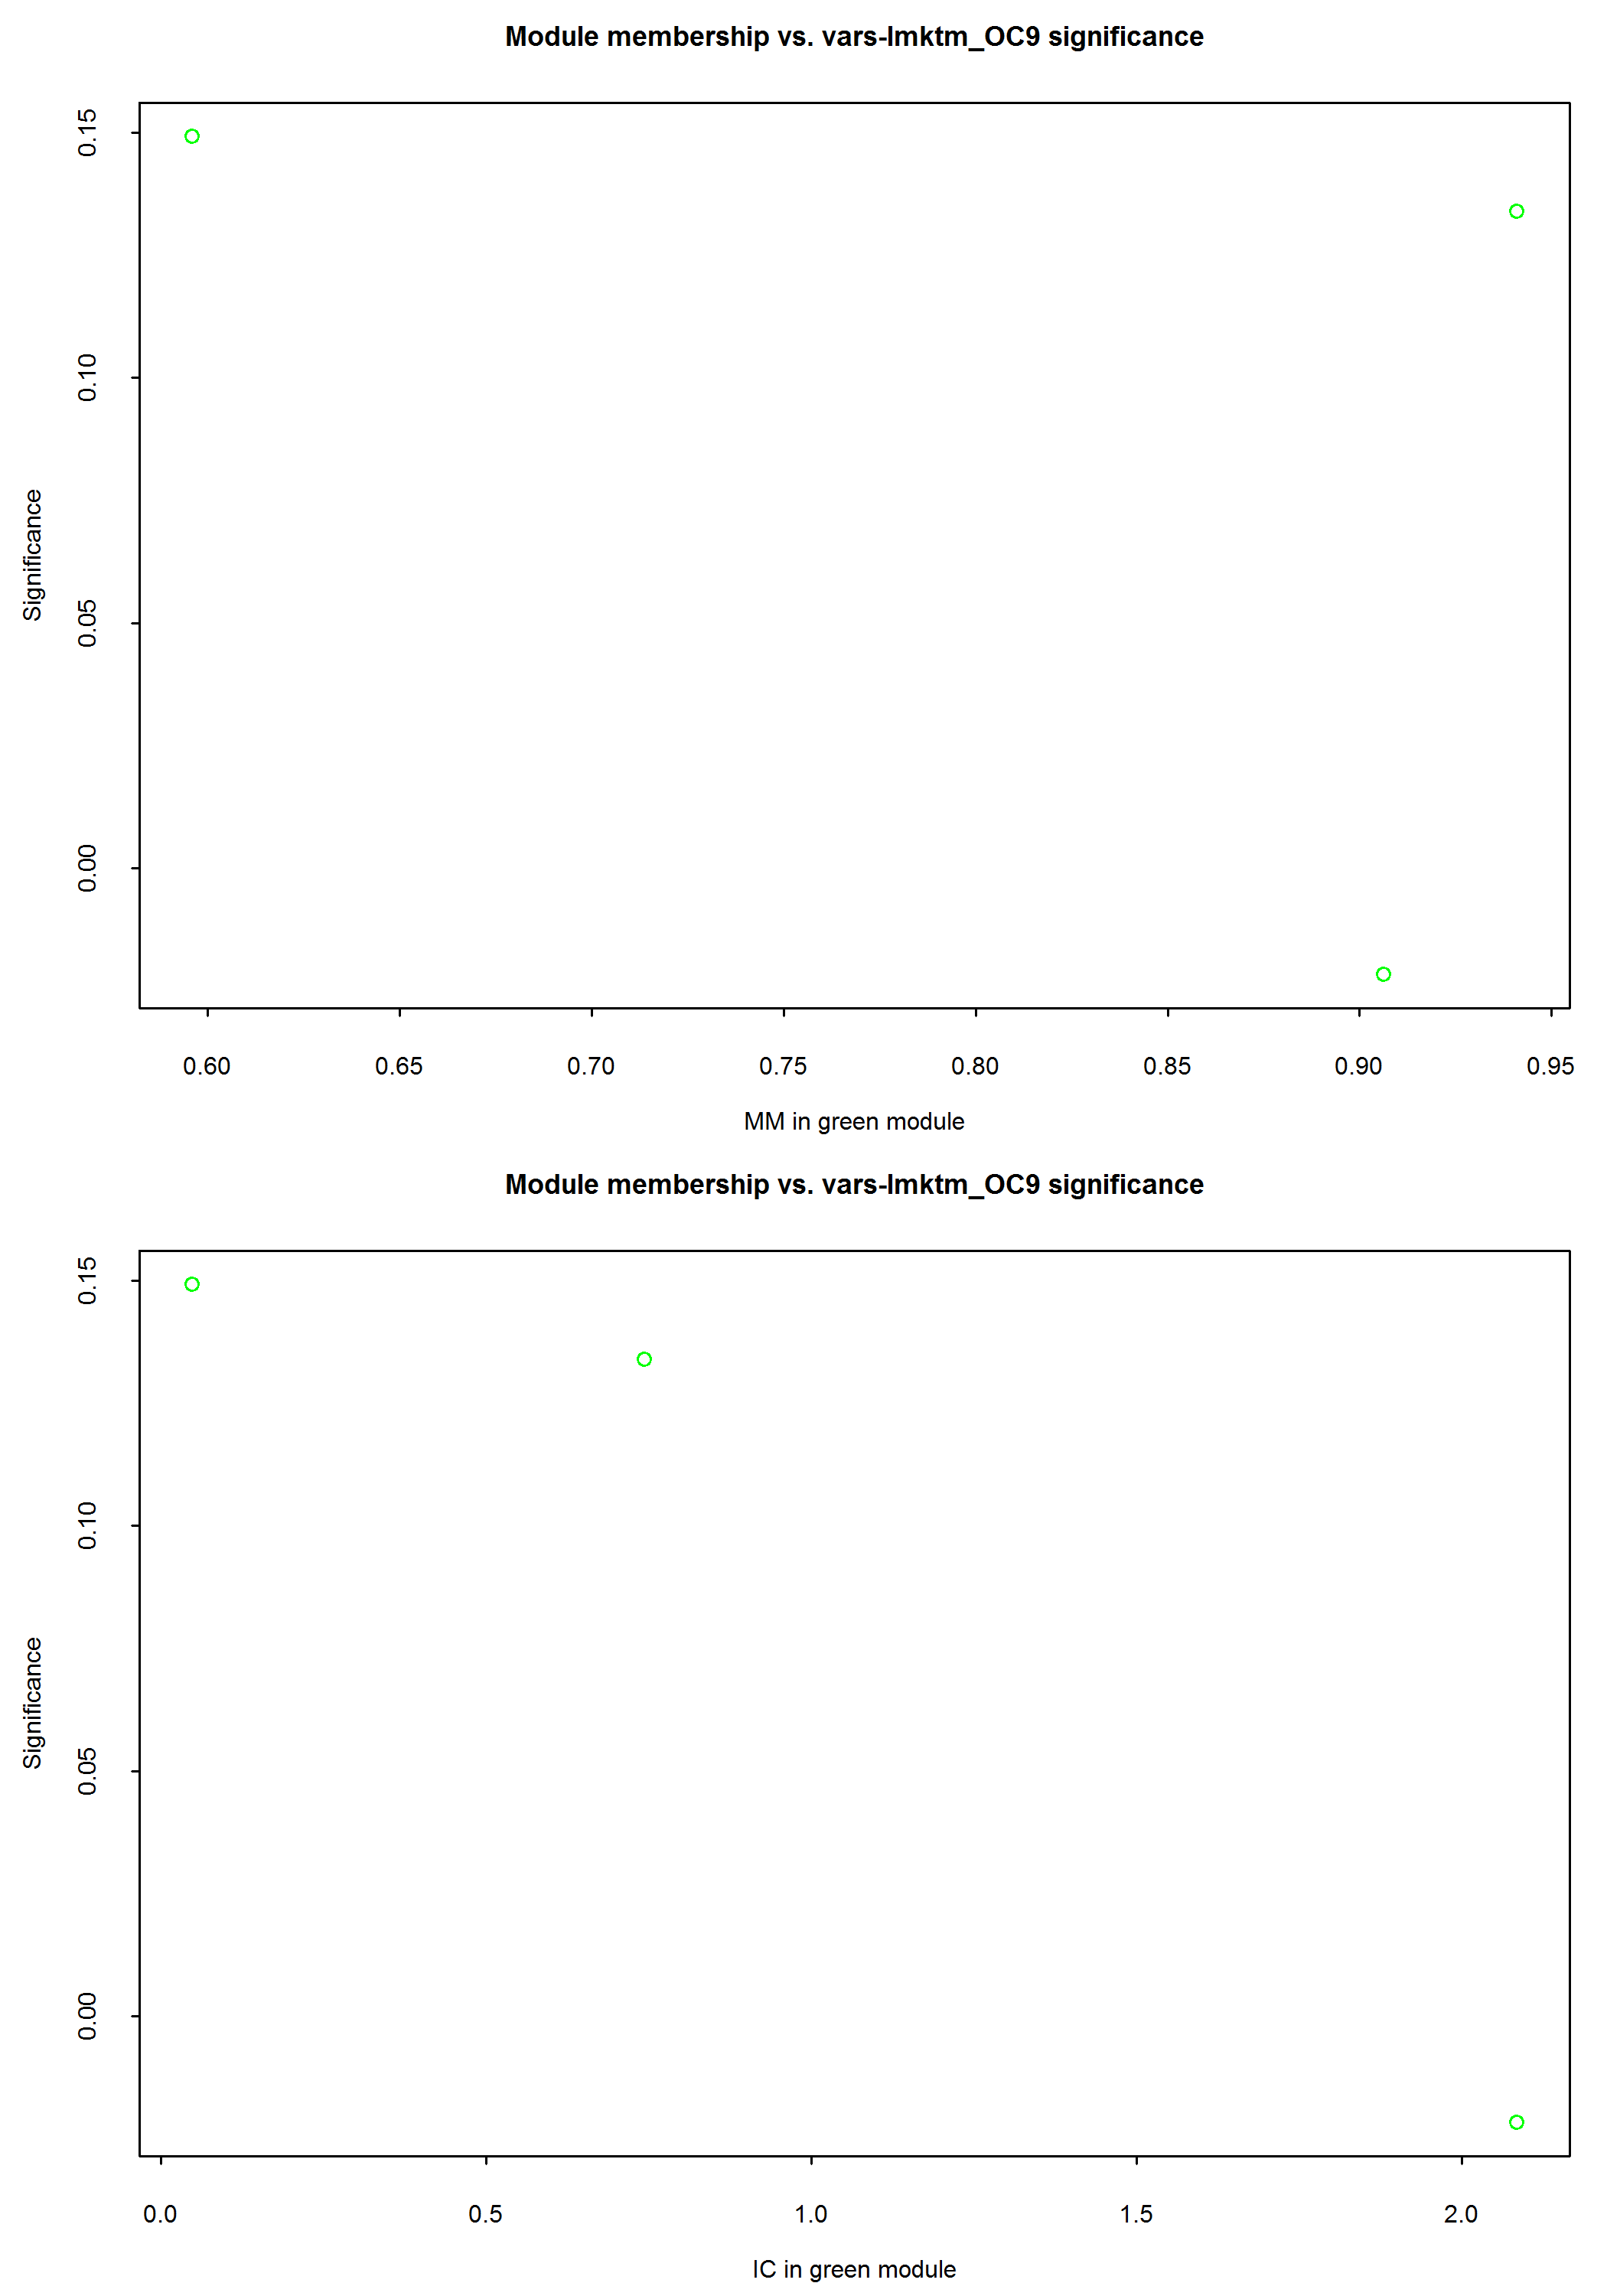 Module membership vs. vars-lmktm_OC9 significance
0.15
0.10
0.05
0.00
Significance
0.60 0.65 0.70 0.75 0.80 0.85 0.90 0.95
MM in green module
Module membership vs. vars-lmktm_OC9 significance
0.15
0.10
0.05
0.00
Significance
0.0 0.5 1.0 1.5 2.0
IC in green module